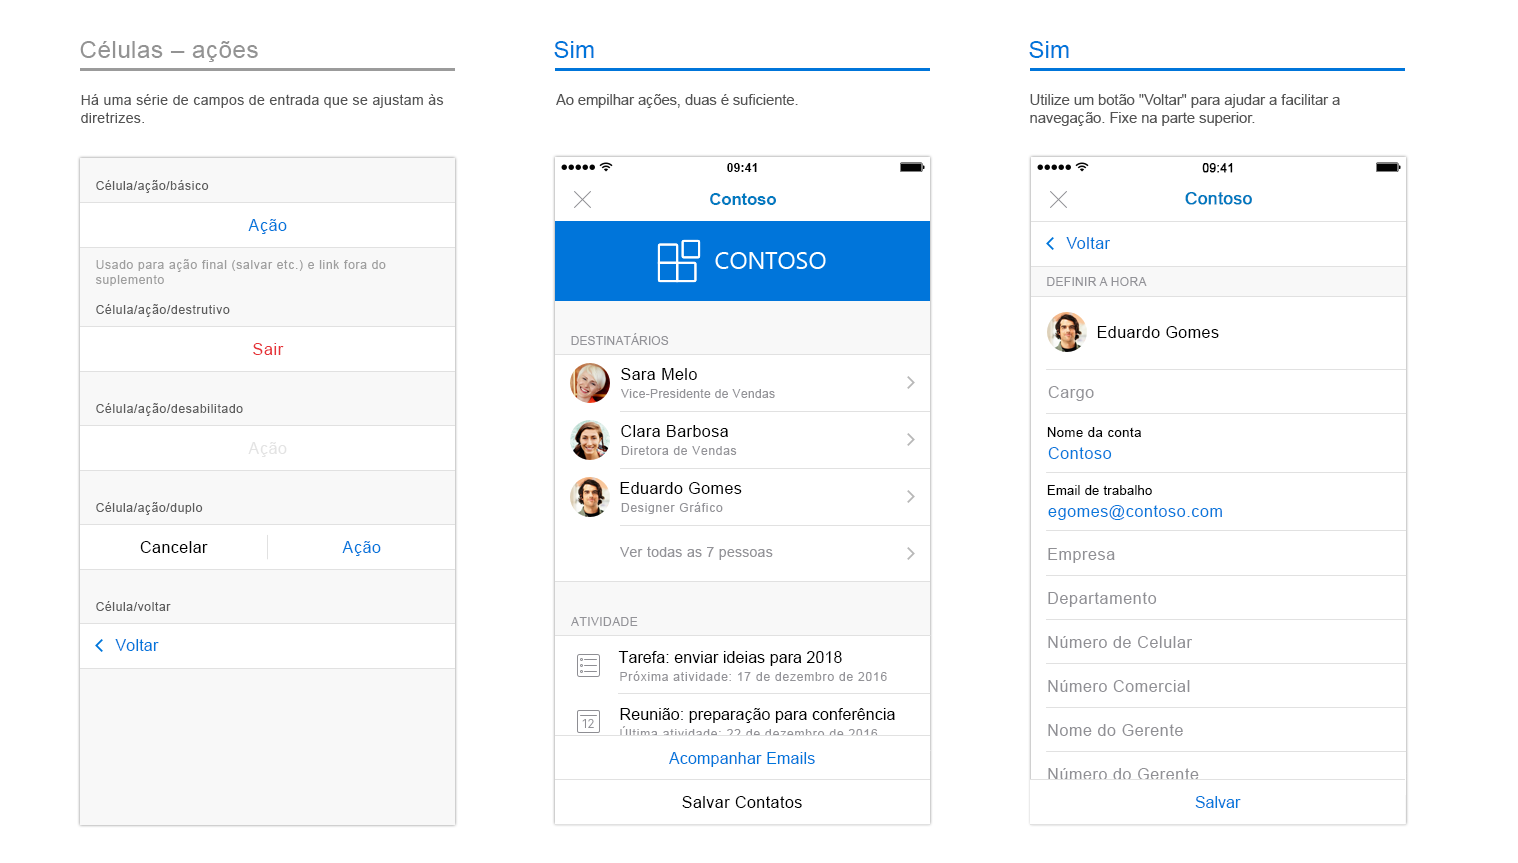 Células – ações
Há uma série de campos de entrada que se ajustam às
diretrizes.
Célula/ação/básico
Ação
Usado para ação final (salvar etc.) e link fora do
suplemento
Célula/ação/destrutivo
Sair
Célula/ação/desabilitado
Ação
Célula/ação/duplo
Cancelar
Ação
Célula/voltar
Voltar
Sim
Ao empilhar ações, duas é suficiente.
09:41
Contoso
CONTOSO
DESTINATÁRIOS
Sara Melo
Vice-Presidente de Vendas
Clara Barbosa
Diretora de Vendas
Eduardo Gomes
Designer Gráfico
Ver todas as 7 pessoas
ATIVIDADE
Tarefa: enviar ideias para 2018
Próxima atividade: 17 de dezembro de 2016
12
Reunião: preparação para conferência
Última atividade: 22 de dezembro de 2016
Acompanhar Emails
Salvar Contatos
Sim
Utilize um botão "Voltar" para ajudar a facilitar a
navegação. Fixe na parte superior.
09:41
Contoso
Voltar
DEFINIR A HORA
Eduardo Gomes
Cargo
Nome da conta
Contoso
Email de trabalho
egomes@contoso.com
Empresa
Departamento
Número de Celular
Número Comercial
Nome do Gerente
Número do Gerente
Salvar